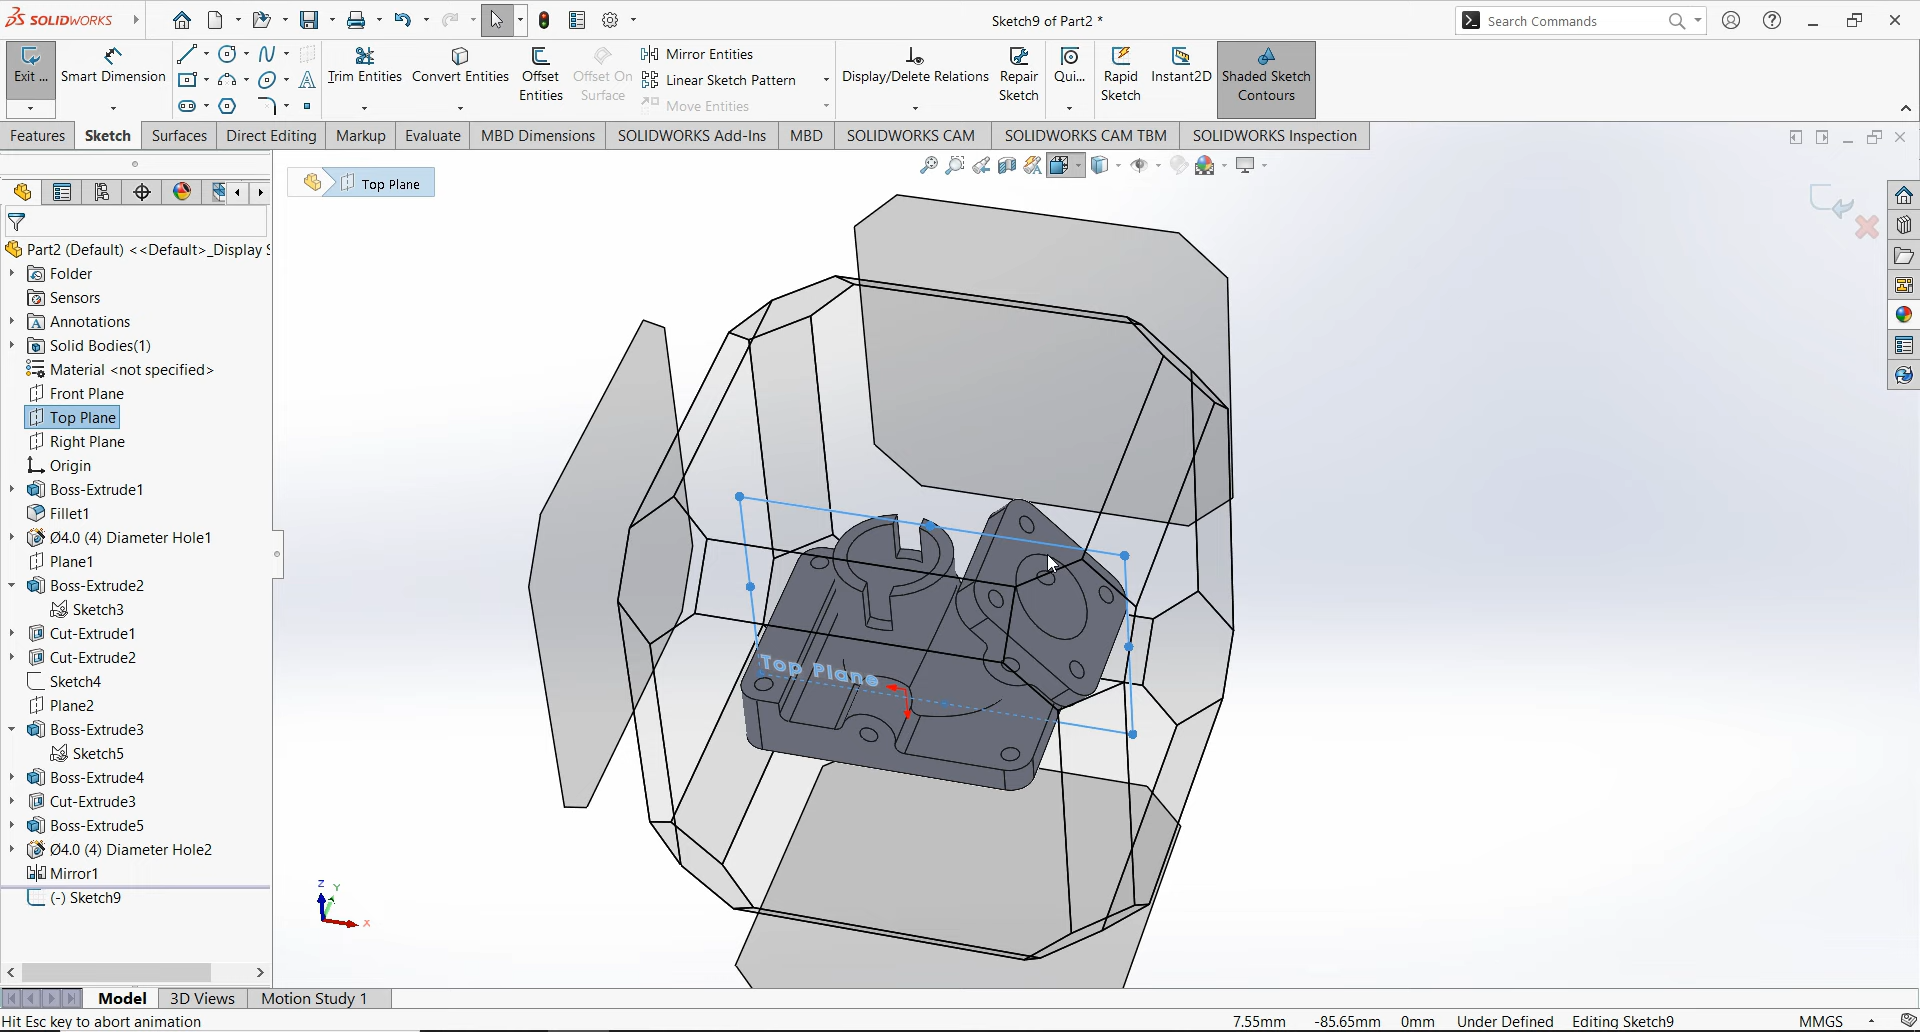 SOLIDWORKS
Sketch9 of Part2 *
Search Commands
Exit ...
Smart Dimension
Trim Entities
Convert Entities
Offset Entities
Offset On Surface
Mirror Entities
Linear Sketch Pattern
Move Entities
Display/Delete Relations
Repair Sketch
Qui...
Rapid Sketch
Instant2D
Shaded Sketch Contours
Features
Sketch
Surfaces
Direct Editing
Markup
Evaluate
MBD Dimensions
SOLIDWORKS Add-Ins
MBD
SOLIDWORKS CAM
SOLIDWORKS CAM TBM
SOLIDWORKS Inspection
Top Plane
Part2 (Default) <<Default>_Display S
Folder
Sensors
Annotations
Solid Bodies(1)
Material <not specified>
Front Plane
Top Plane
Right Plane
Origin
Boss-Extrude1
Fillet1
Ø4.0 (4) Diameter Hole1
Plane1
Boss-Extrude2
Sketch3
Cut-Extrude1
Cut-Extrude2
Sketch4
Plane2
Boss-Extrude3
Sketch5
Boss-Extrude4
Cut-Extrude3
Boss-Extrude5
Ø4.0 (4) Diameter Hole2
Mirror1
(-) Sketch9
Top Plane
Z
Y
X
Model
3D Views
Motion Study 1
Hit Esc key to abort animation
7.55mm
-85.65mm
0mm
Under Defined
Editing Sketch9
MMGS